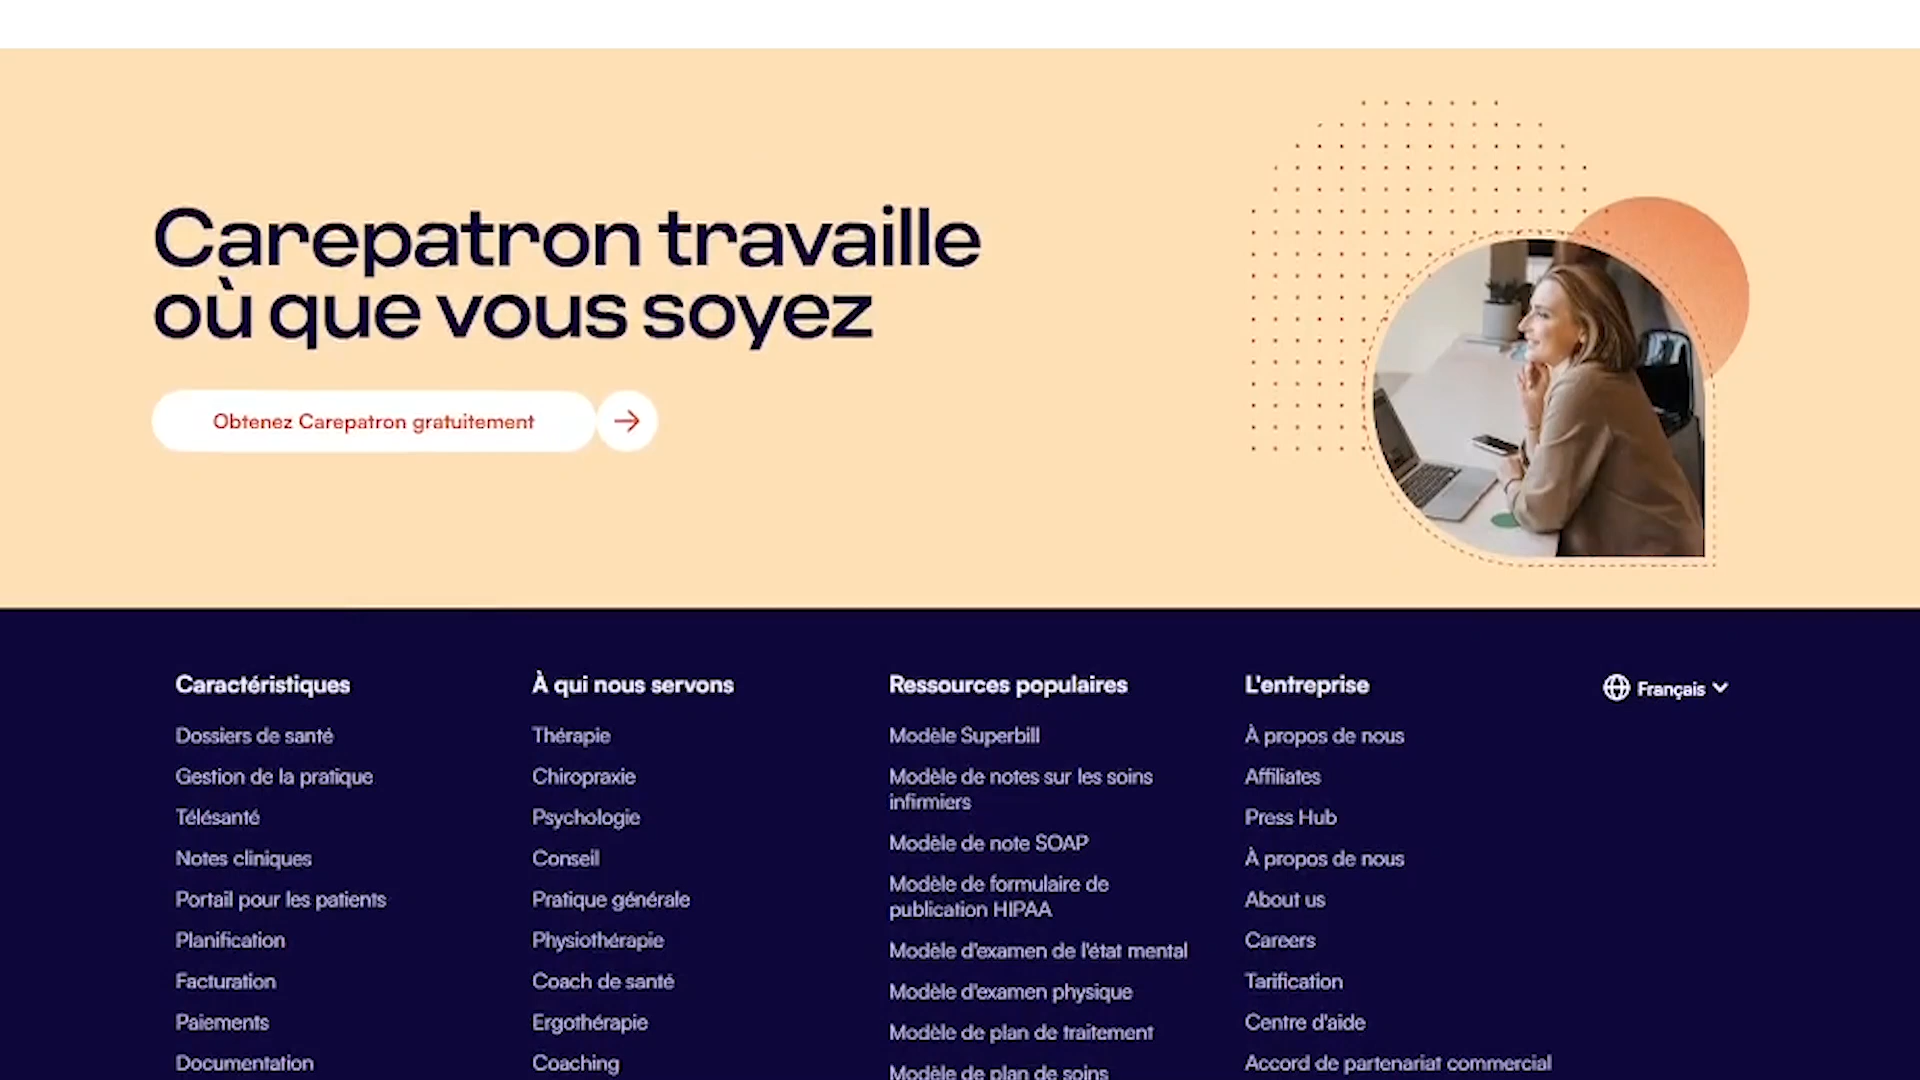 Carepatron travaille
où que vous soyez
Obtenez Carepatron gratuitement
Caractéristiques
Dossiers de santé
Gestion de la pratique
Télésanté
Notes cliniques
Portail pour les patients
Planification
Facturation
Paiements
Documentation
À qui nous servons
Thérapie
Chiropraxie
Psychologie
Conseil
Pratique générale
Physiothérapie
Coach de santé
Ergothérapie
Coaching
Ressources populaires
Modèle Superbill
Modèle de notes sur les soins
infirmiers
Modèle de note SOAP
Modèle de formulaire de
publication HIPAA
Modèle d'examen de l'état mental
Modèle d'examen physique
Modèle de plan de traitement
Modèle de plan de soins
L'entreprise
À propos de nous
Affiliates
Press Hub
À propos de nous
About us
Careers
Tarification
Centre d'aide
Accord de partenariat commercial
Français